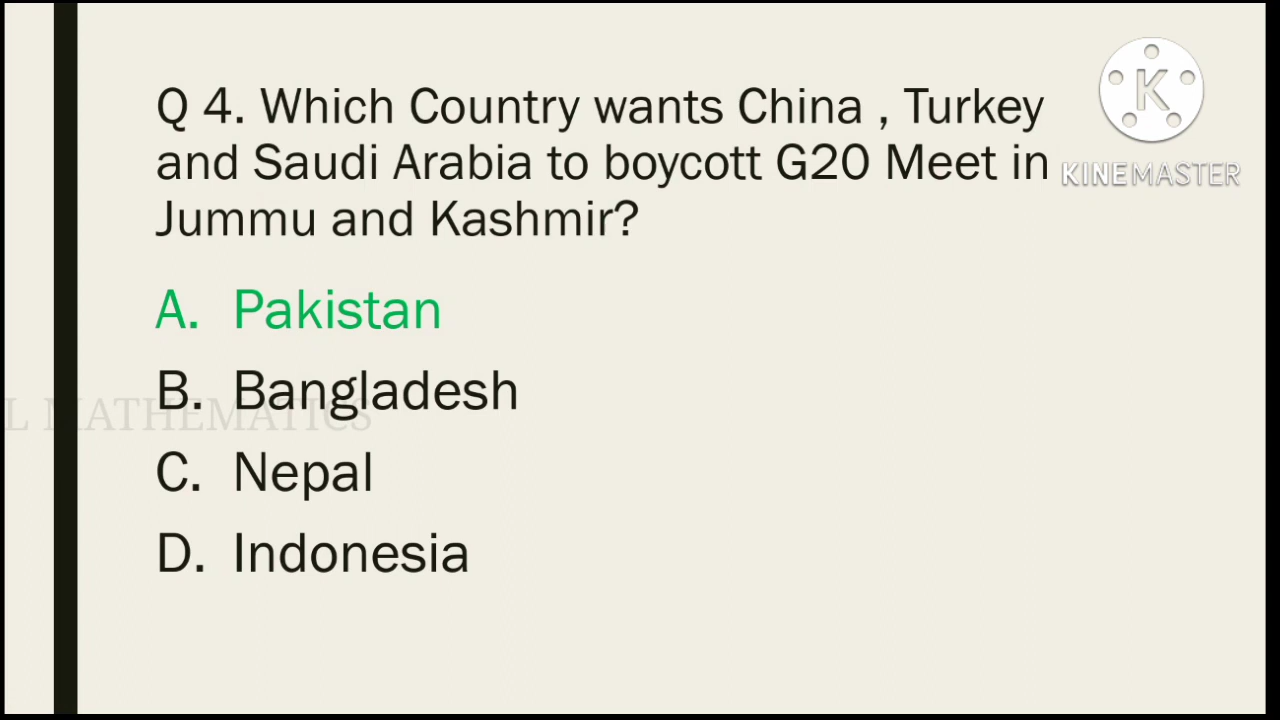 Q 4. Which Country wants China , Turkey
and Saudi Arabia to boycott G20 Meet in
Jummu and Kashmir?
K
KINEMASTER
A. Pakistan
B. Bangladesh
L MATHEMATICS
C. Nepal
D. Indonesia